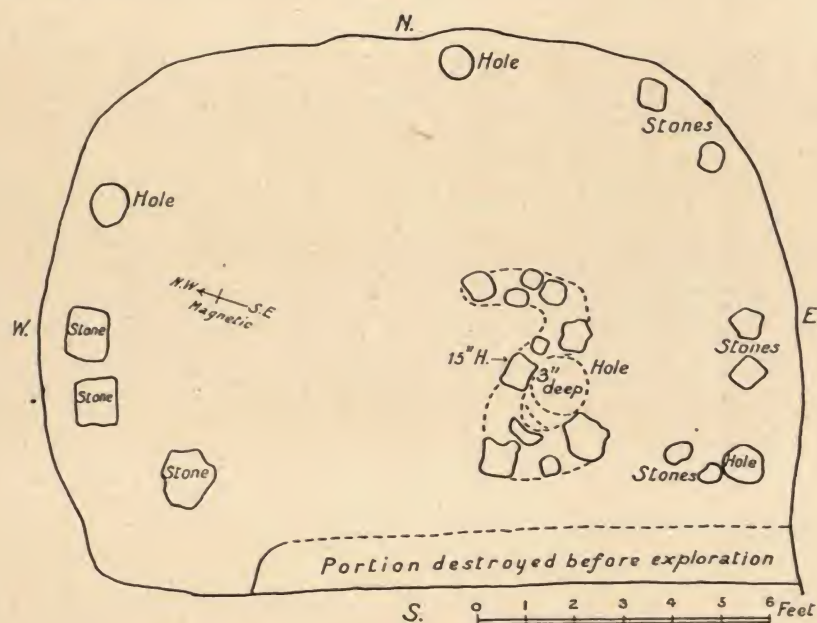 N.
Hole
Stones
Hole
N.W S.E
Magnetic
W.
Stone
E
Stones
15" H.
Hole
3"
deep
Stone
Stone
Stones
Hole
Portion destroyed before exploration
S.
0 1 2 3 4 5 6 Feet